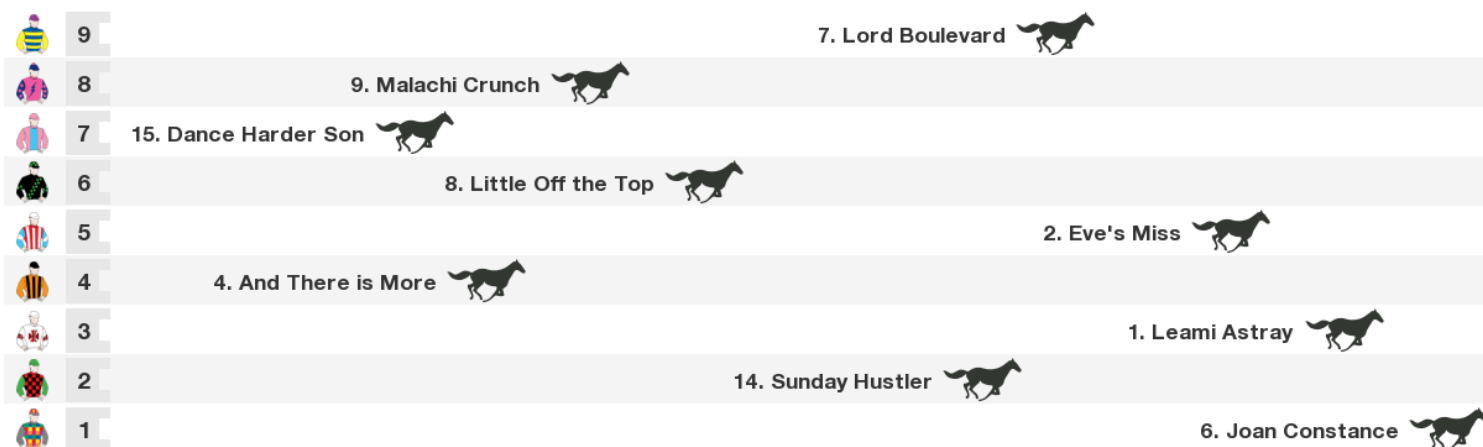 9 7. Lord Boulevard
8 9. Malachi Crunch
7 15. Dance Harder Son
6 8. Little Off the Top
5 2. Eve's Miss
4 4. And There is More
3 1. Leami Astray
2 14. Sunday Hustler
1 6. Joan Constance